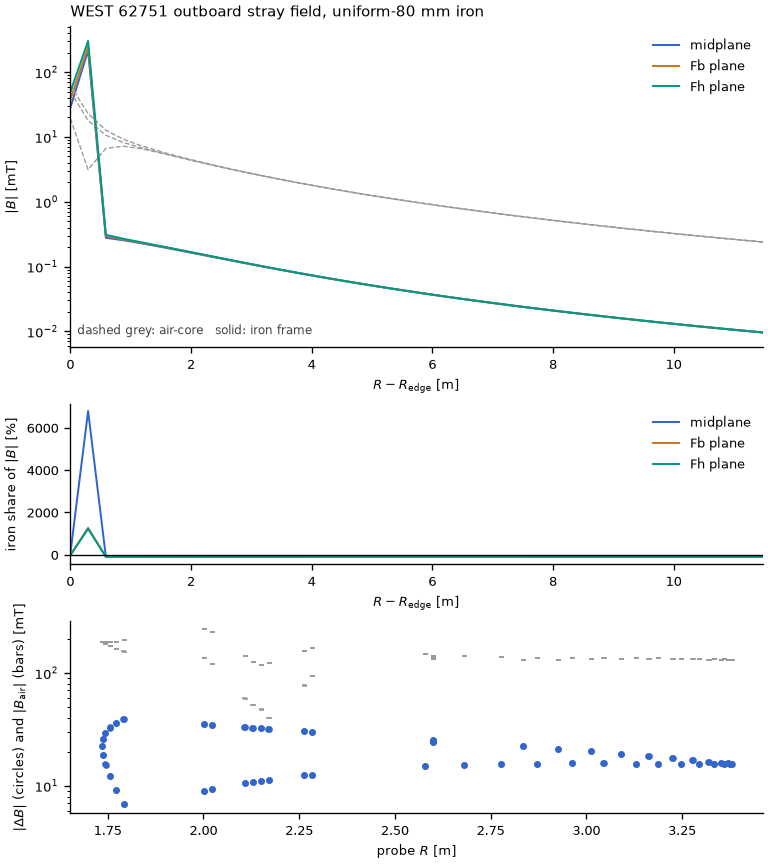 WEST 62751 outboard stray field, uniform-80 mm iron
|B| [mT]
10²
10¹
10⁰
10⁻¹
10⁻²
midplane
Fb plane
Fh plane
dashed grey: air-core   solid: iron frame
0 2 4 6 8 10
R − R_edge [m]
iron share of |B| [%]
6000
4000
2000
0
midplane
Fb plane
Fh plane
0 2 4 6 8 10
R − R_edge [m]
|ΔB| (circles) and |B_air| (bars) [mT]
10²
10¹
1.75 2.00 2.25 2.50 2.75 3.00 3.25
probe R [m]